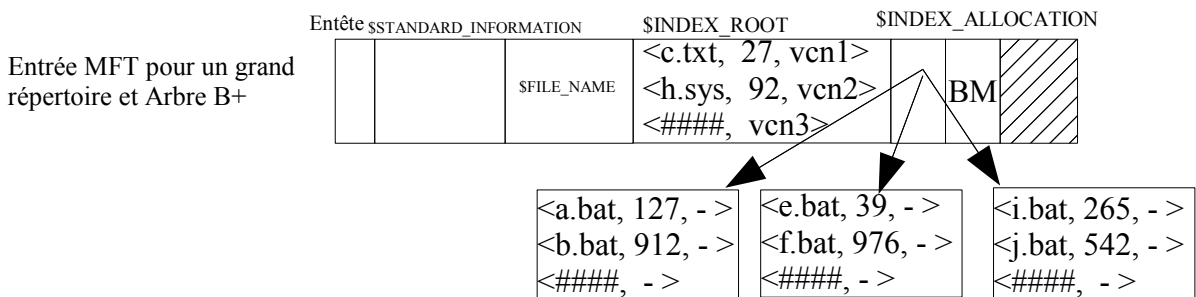 Entrée MFT pour un grand
répertoire et Arbre B+
Entête $STANDARD_INFORMATION $INDEX_ROOT $INDEX_ALLOCATION
$FILE_NAME
<c.txt, 27, vcn1>
<h.sys, 92, vcn2>
<####, vcn3>
BM
<a.bat, 127, - >
<b.bat, 912, - >
<####, - >
<e.bat, 39, - >
<f.bat, 976, - >
<####, - >
<i.bat, 265, - >
<j.bat, 542, - >
<####, - >